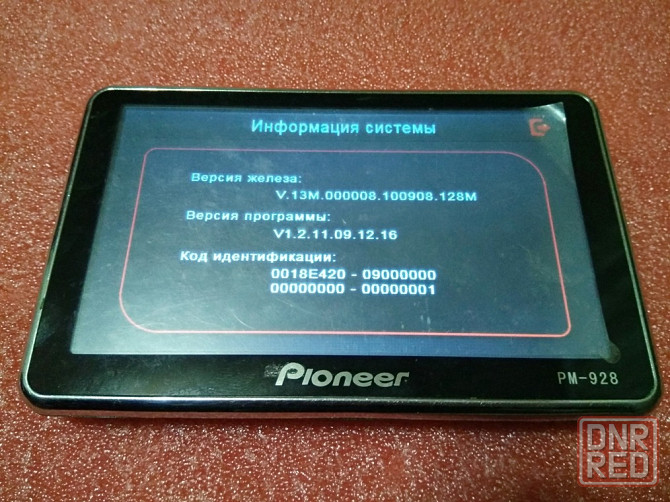 Информация системы
Версия железа:
V.13M.000008.100908.128M
Версия программы:
V1.2.11.09.12.16
Код идентификации:
0018E420 - 09000000
00000000 - 00000001
Pioneer
PM-928
DNR
RED